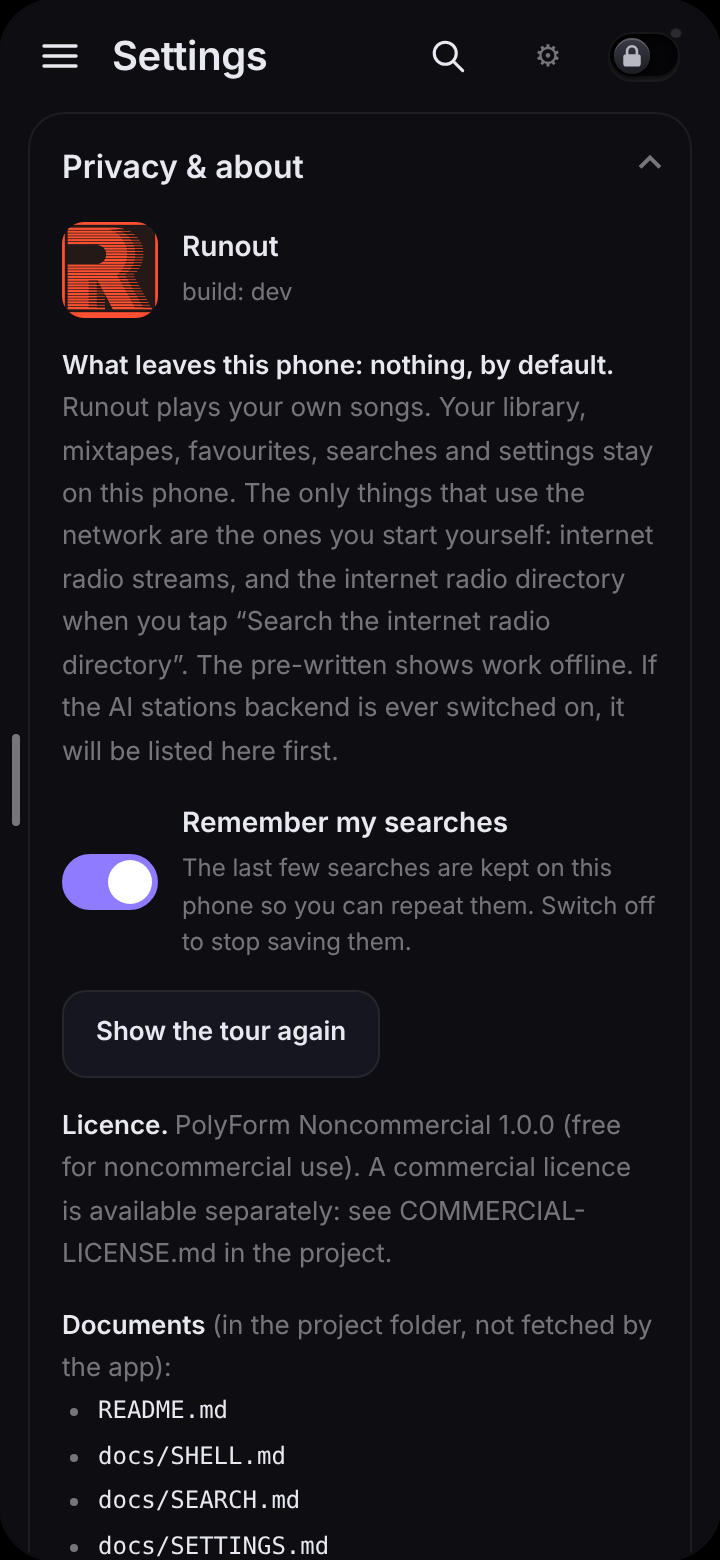 Settings
Privacy & about
R
Runout
build: dev
What leaves this phone: nothing, by default.
Runout plays your own songs. Your library,
mixtapes, favourites, searches and settings stay
on this phone. The only things that use the
network are the ones you start yourself: internet
radio streams, and the internet radio directory
when you tap “Search the internet radio
directory”. The pre-written shows work offline. If
the AI stations backend is ever switched on, it
will be listed here first.
Remember my searches
The last few searches are kept on this
phone so you can repeat them. Switch off
to stop saving them.
Show the tour again
Licence. PolyForm Noncommercial 1.0.0 (free
for noncommercial use). A commercial licence
is available separately: see COMMERCIAL-
LICENSE.md in the project.
Documents (in the project folder, not fetched by
the app):
• README.md
• docs/SHELL.md
• docs/SEARCH.md
• docs/SETTINGS.md